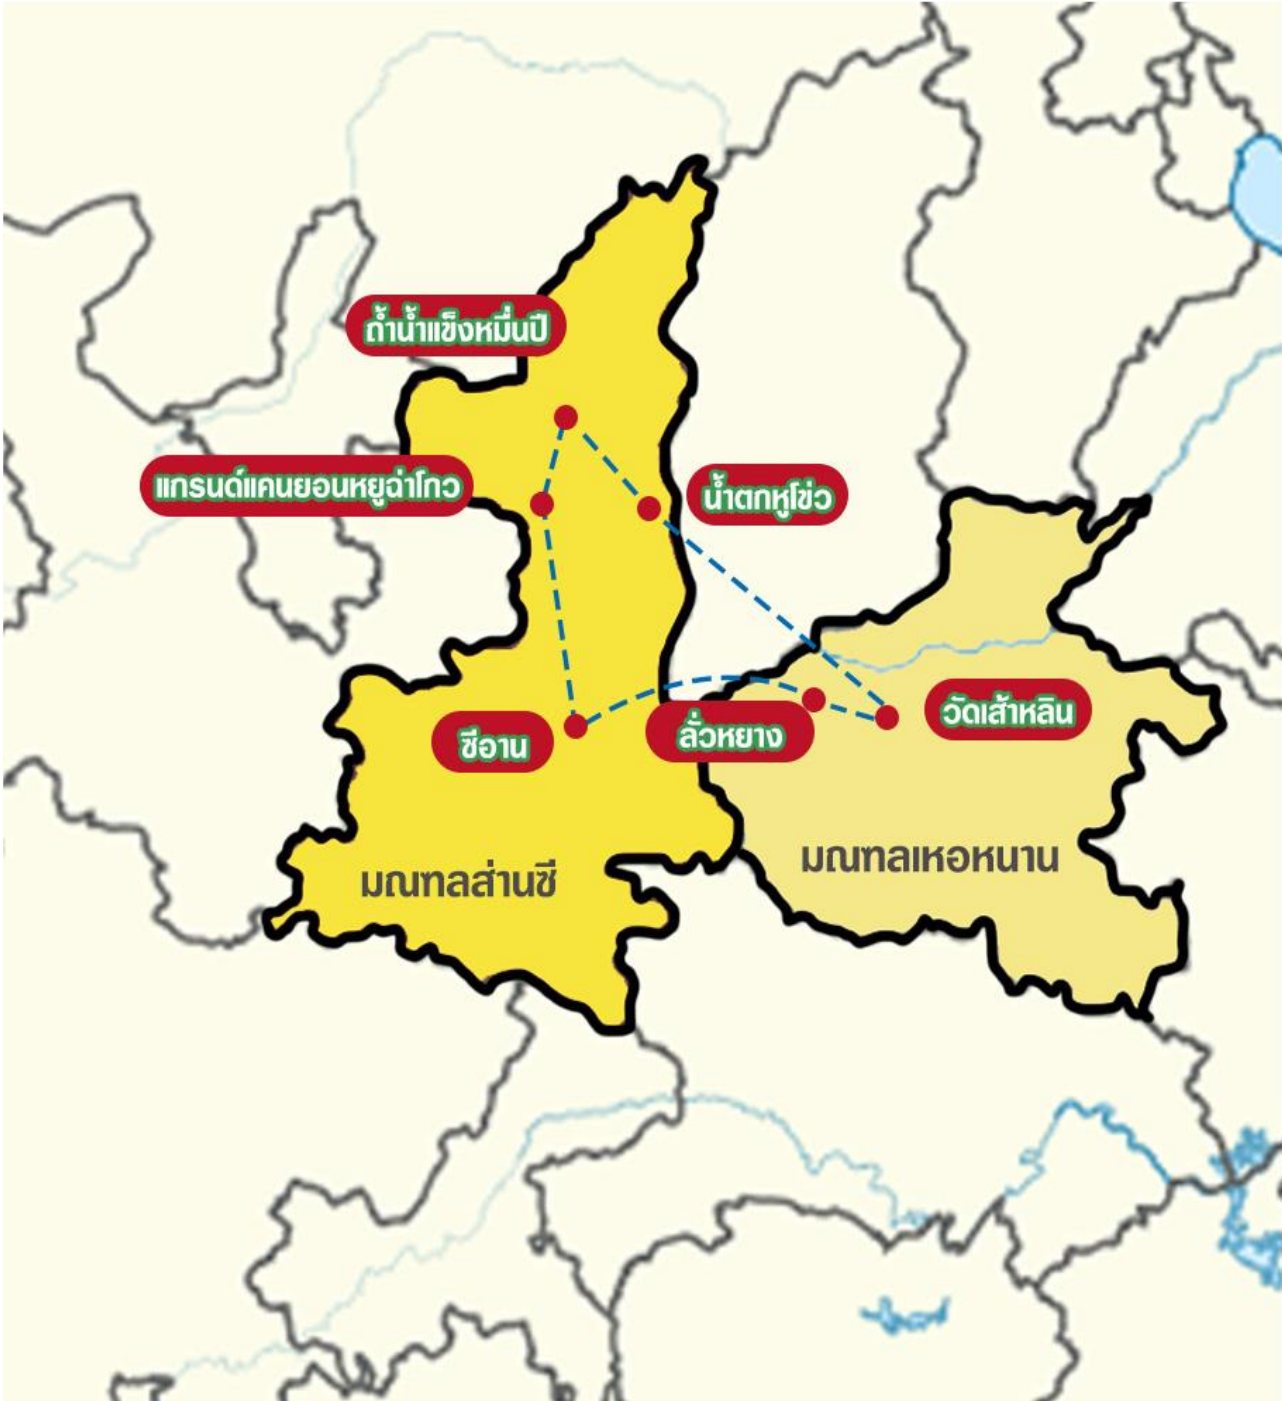 ถ้ำน้ำแข็งหมื่นปี
แกรนด์แคนยอนหยูฉ่าโกว
น้ำตกหูโข่ว
วัดเส้าหลิน
ซีอาน
ลั่วหยาง
มณฑลส่านซี
มณฑลเหอหนาน